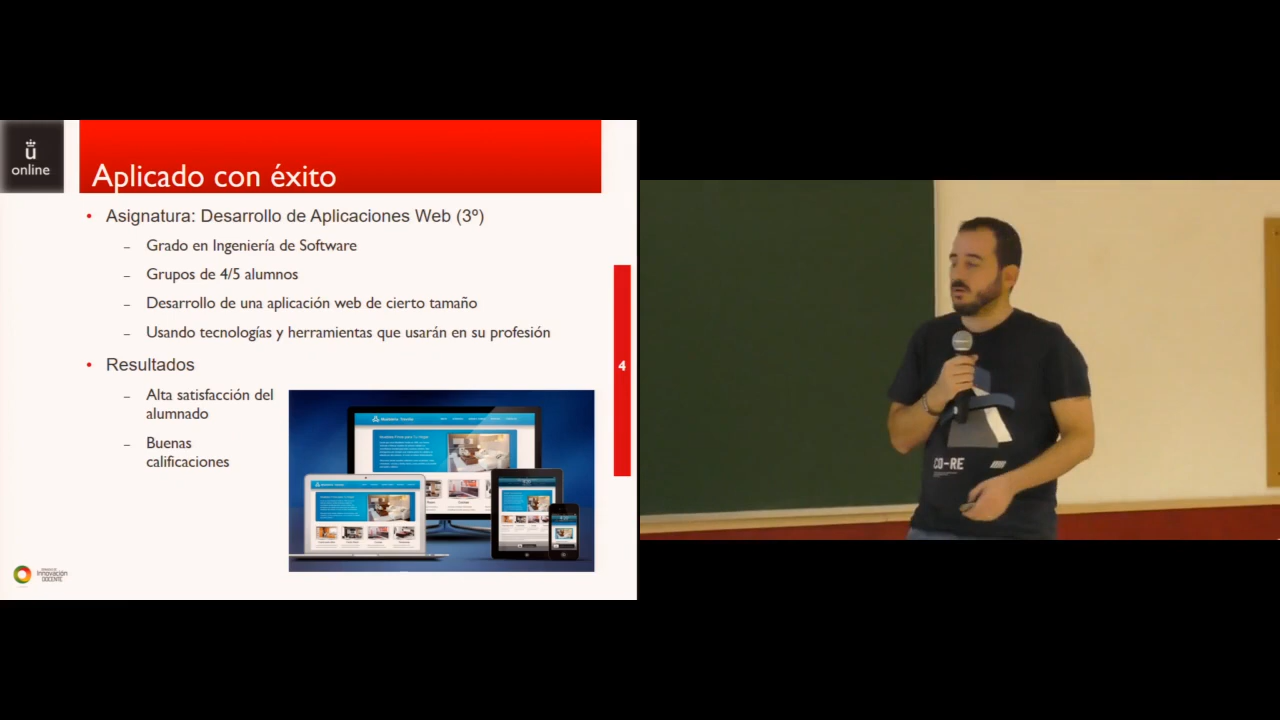 ü
online
Aplicado con éxito
• Asignatura: Desarrollo de Aplicaciones Web (3º)
– Grado en Ingeniería de Software
– Grupos de 4/5 alumnos
– Desarrollo de una aplicación web de cierto tamaño
– Usando tecnologías y herramientas que usarán en su profesión
• Resultados
4
– Alta satisfacción del
alumnado
– Buenas
calificaciones
Innovación
DOCENTE
CO-RE